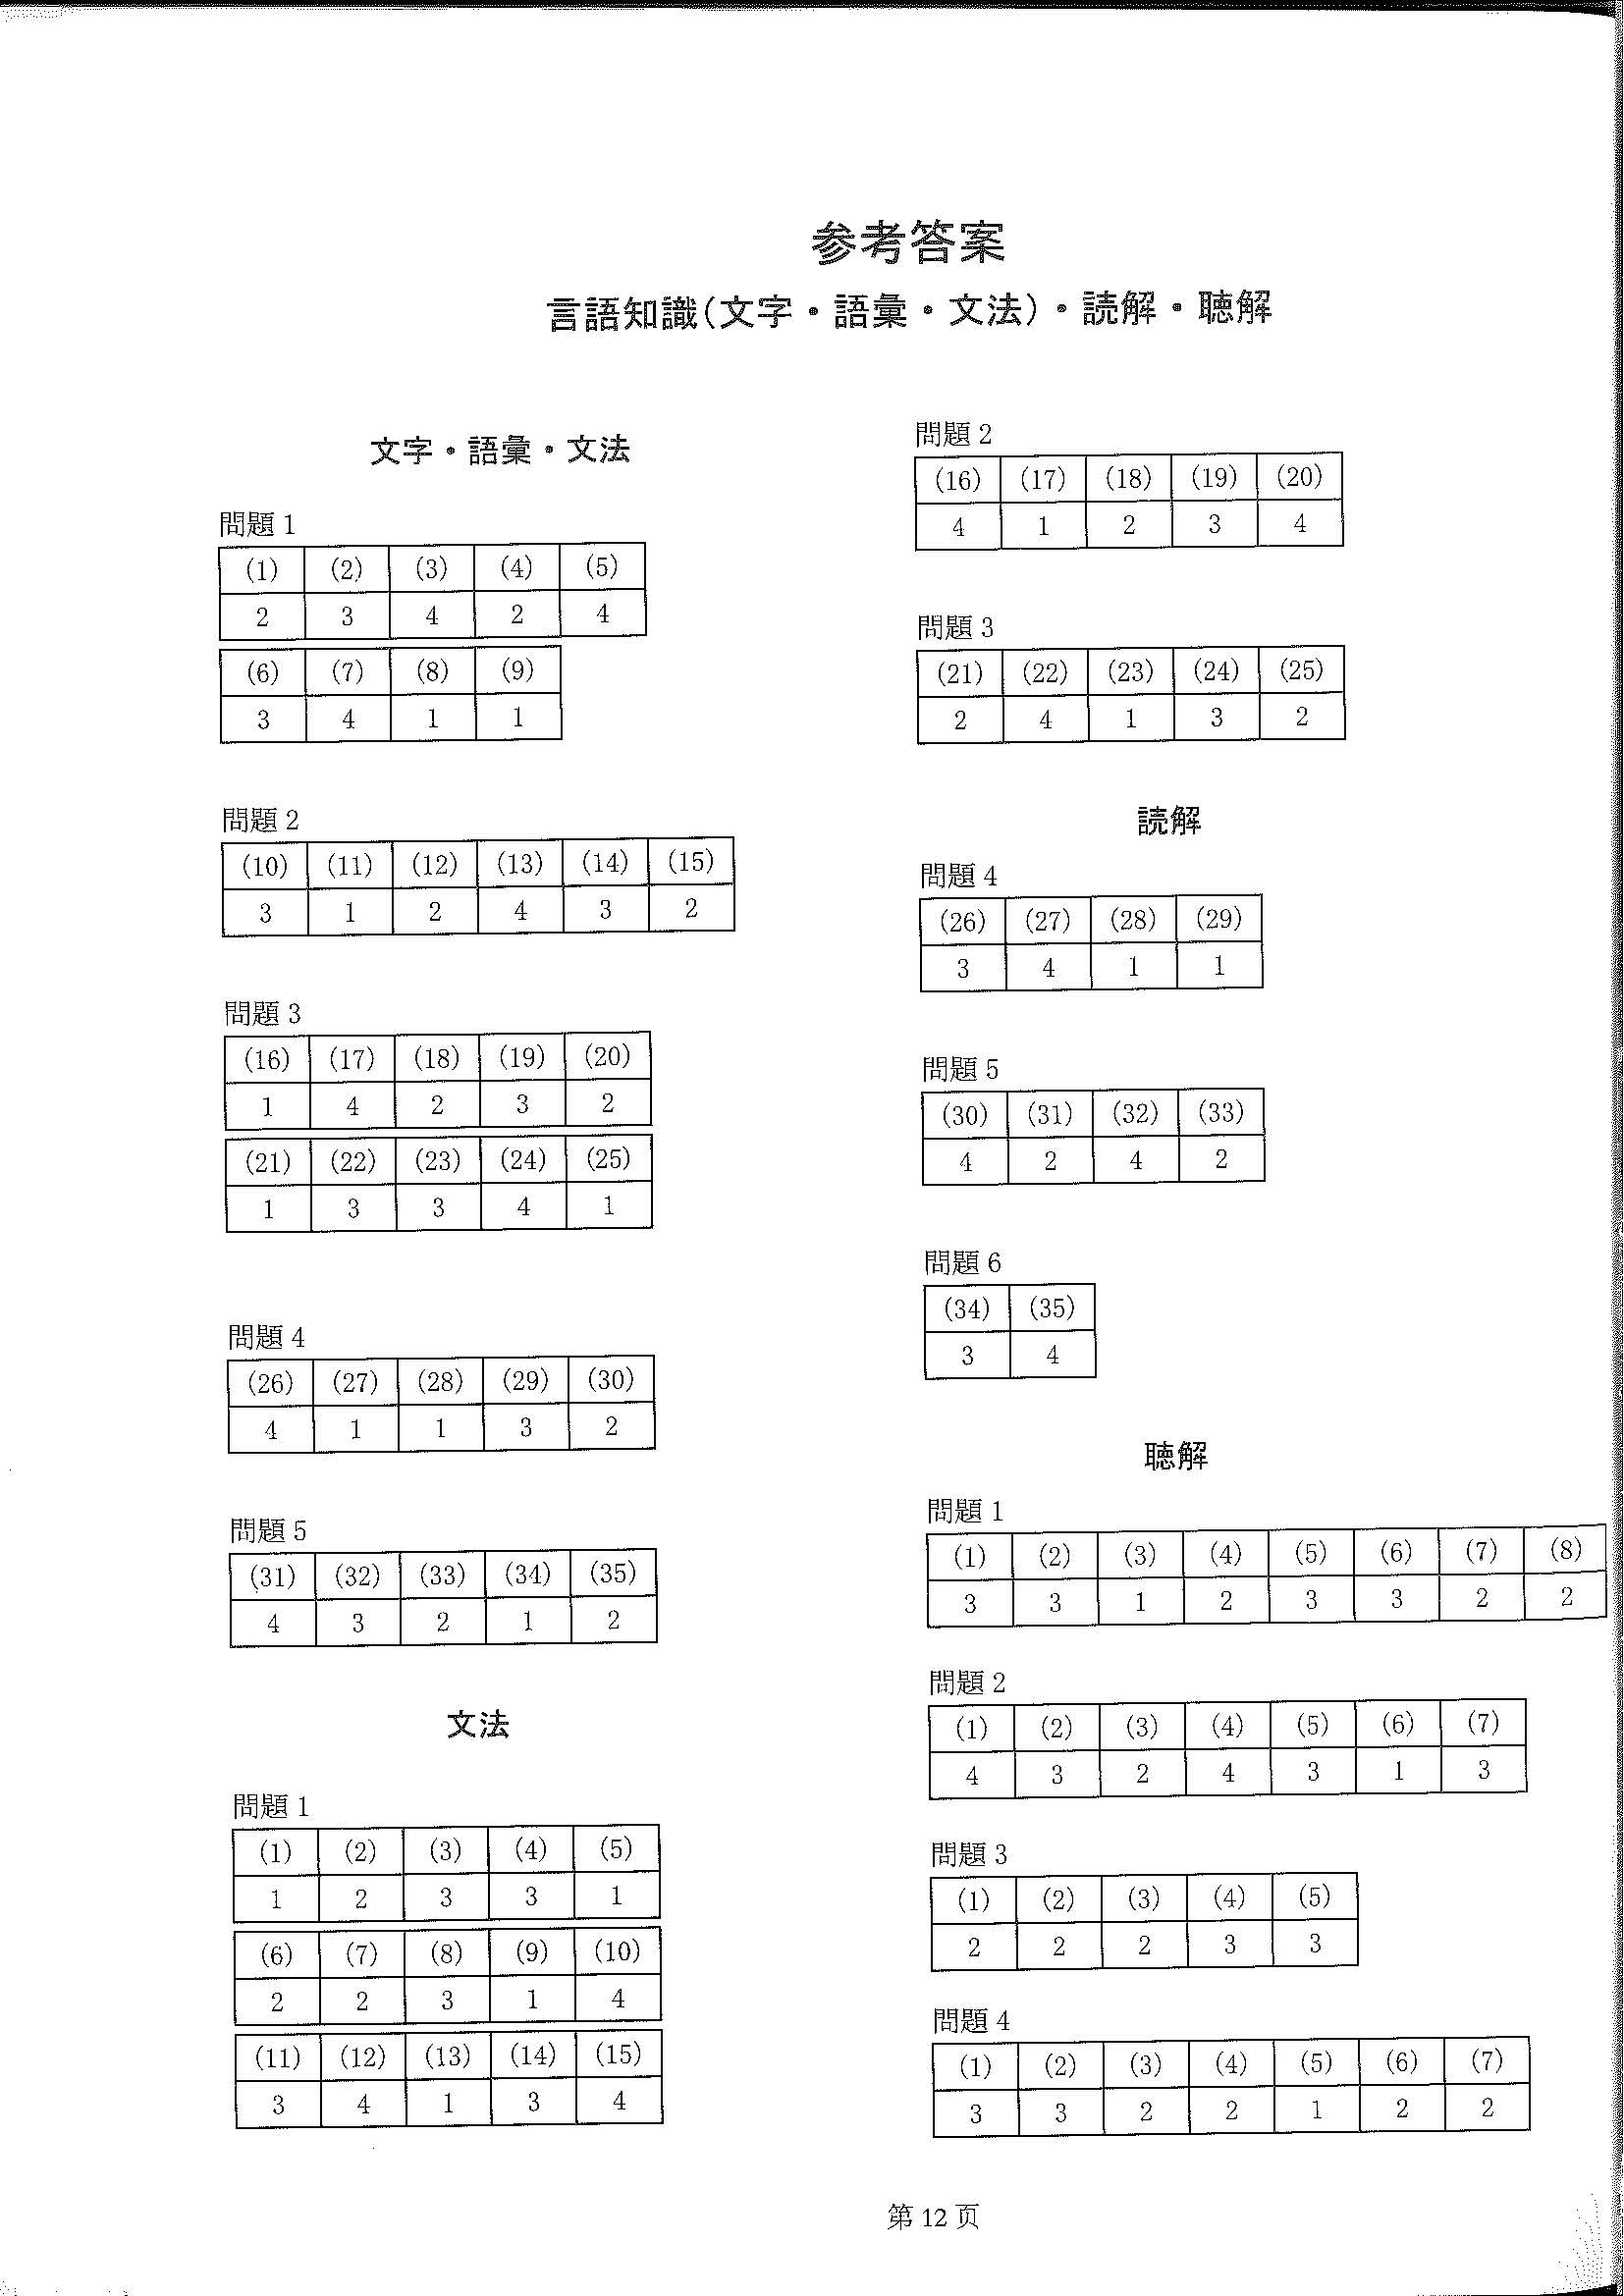 参考答案
言語知識(文字・語彙・文法)・読解・聴解
文字・語彙・文法
問題 1
(1) (2) (3) (4) (5)
2 3 4 2 4
(6) (7) (8) (9)
3 4 1 1
問題 2
(10) (11) (12) (13) (14) (15)
3 1 2 4 3 2
問題 3
(16) (17) (18) (19) (20)
1 4 2 3 2
(21) (22) (23) (24) (25)
1 3 3 4 1
問題 4
(26) (27) (28) (29) (30)
4 1 1 3 2
問題 5
(31) (32) (33) (34) (35)
4 3 2 1 2
文法
問題 1
(1) (2) (3) (4) (5)
1 2 3 3 1
(6) (7) (8) (9) (10)
2 2 3 1 4
(11) (12) (13) (14) (15)
3 4 1 3 4
問題 2
(16) (17) (18) (19) (20)
4 1 2 3 4
問題 3
(21) (22) (23) (24) (25)
2 4 1 3 2
読解
問題 4
(26) (27) (28) (29)
3 4 1 1
問題 5
(30) (31) (32) (33)
4 2 4 2
問題 6
(34) (35)
3 4
聴解
問題 1
(1) (2) (3) (4) (5) (6) (7) (8)
3 3 1 2 3 3 2 2
問題 2
(1) (2) (3) (4) (5) (6) (7)
4 3 2 4 3 1 3
問題 3
(1) (2) (3) (4) (5)
2 2 2 3 3
問題 4
(1) (2) (3) (4) (5) (6) (7)
3 3 2 2 1 2 2
第 12 页